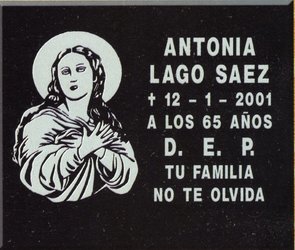 ANTONIA
LAGO SAEZ
✝ 12 - 1 - 2001
A LOS 65 AÑOS
D. E. P.
TU FAMILIA
NO TE OLVIDA